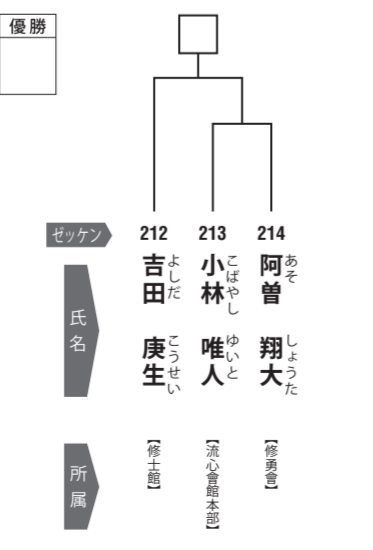 優勝
ゼッケン
212
213
214
氏名
吉田 庚生
よしだ こうせい
小林 唯人
こばやし ゆいと
阿曽 翔大
あそ しょうた
所属
【修士館】
【流心會館本部】
【修勇會】